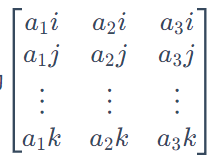 a₁i a₂i a₃i
a₁j a₂j a₃j
⋮ ⋮ ⋮
a₁k a₂k a₃k